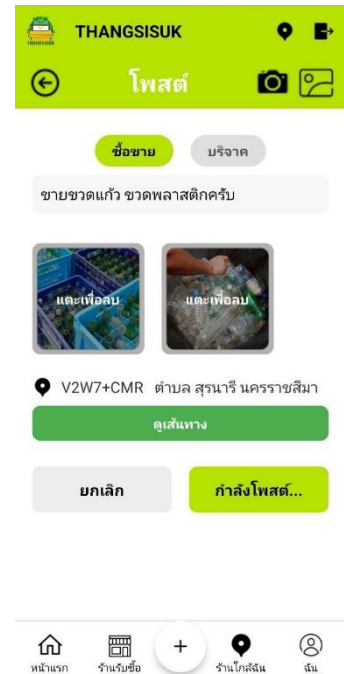 THANGSISUK
THANGSISUK
โพสต์
ซื้อขาย
บริจาค
ขายขวดแก้ว ขวดพลาสติกครับ
แตะเพื่อลบ
แตะเพื่อลบ
V2W7+CMR ตำบล สุรนารี นครราชสีมา
ดูเส้นทาง
ยกเลิก
กำลังโพสต์...
หน้าแรก
ร้านรับซื้อ
+
ร้านใกล้ฉัน
ฉัน